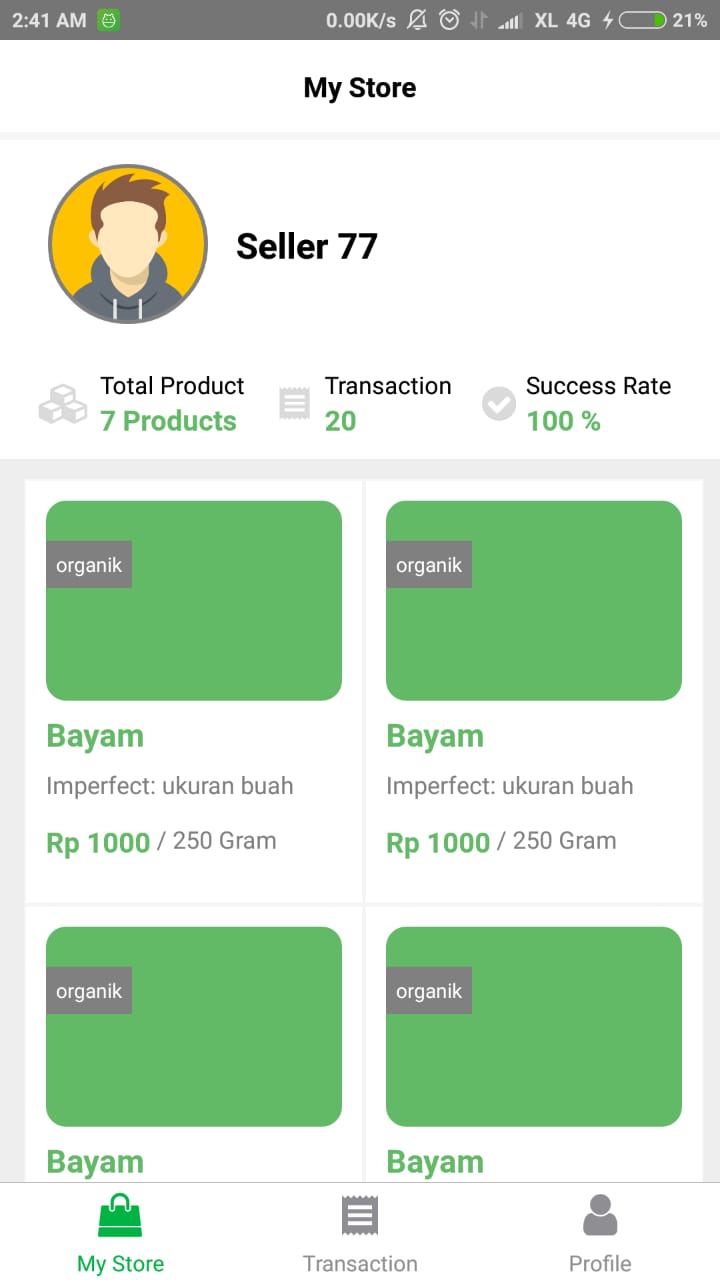 2:41 AM 0.00K/s XL 4G 21%
My Store
Seller 77
Total Product Transaction Success Rate
7 Products 20 100 %
organik organik
Bayam Bayam
Imperfect: ukuran buah Imperfect: ukuran buah
Rp 1000 / 250 Gram Rp 1000 / 250 Gram
organik organik
Bayam Bayam
My Store Transaction Profile